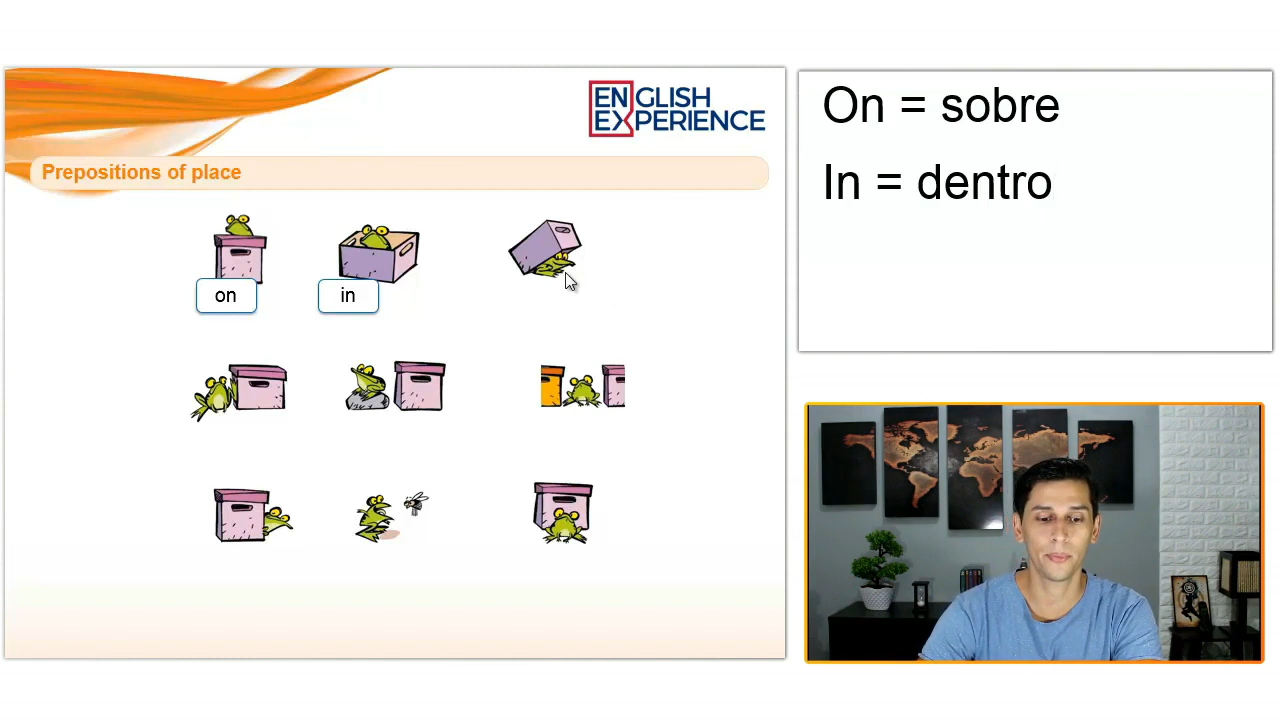 ENGLISH
EXPERIENCE
Prepositions of place
on
in
On = sobre
In = dentro